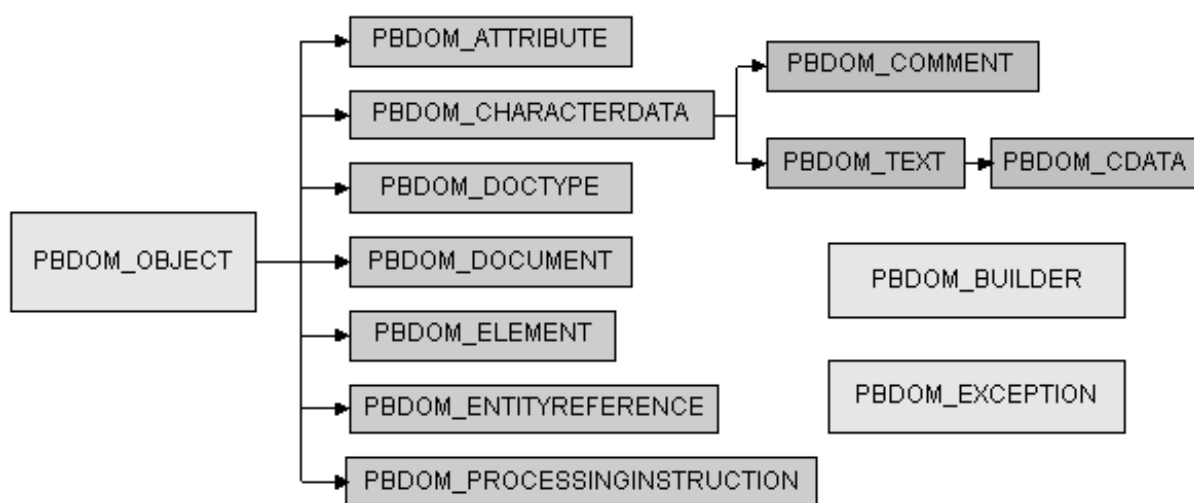 PBDOM_OBJECT
PBDOM_ATTRIBUTE
PBDOM_CHARACTERDATA
PBDOM_DOCTYPE
PBDOM_DOCUMENT
PBDOM_ELEMENT
PBDOM_ENTITYREFERENCE
PBDOM_PROCESSINGINSTRUCTION
PBDOM_COMMENT
PBDOM_TEXT
PBDOM_CDATA
PBDOM_BUILDER
PBDOM_EXCEPTION